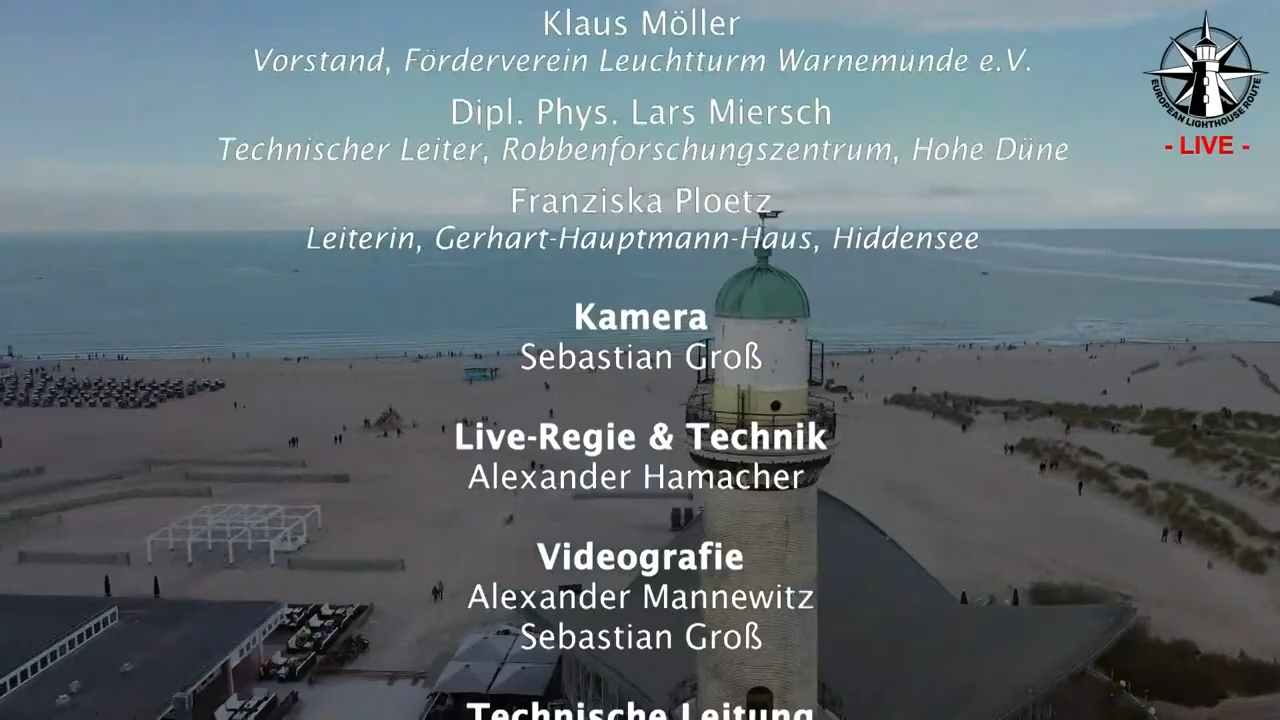 Klaus Möller
Vorstand, Förderverein Leuchtturm Warnemünde e.V.
Dipl. Phys. Lars Miersch
Technischer Leiter, Robbenforschungszentrum, Hohe Düne
Franziska Ploetz
Leiterin, Gerhart-Hauptmann-Haus, Hiddensee
Kamera
Sebastian Groß
Live-Regie & Technik
Alexander Hamacher
Videografie
Alexander Mannewitz
Sebastian Groß
Technische Leitung
EUROPEAN LIGHTHOUSE ROUTE
- LIVE -